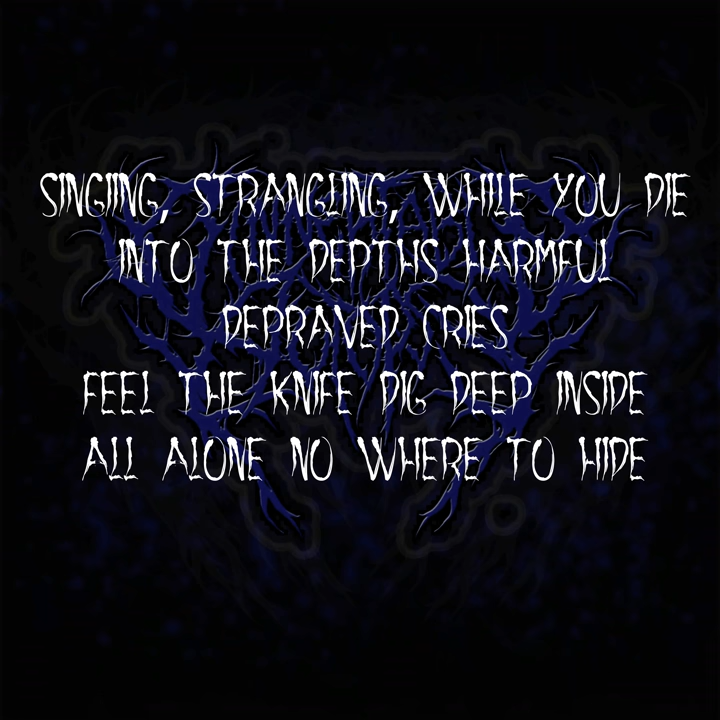 SINGIING, STRANGLING, WHILE YOU DIE
INTO THE DEPTHS HARMFUL
DEPRAVED CRIES
FEEL THE KNIFE DIG DEEP INSIDE
ALL ALONE NO WHERE TO HIDE